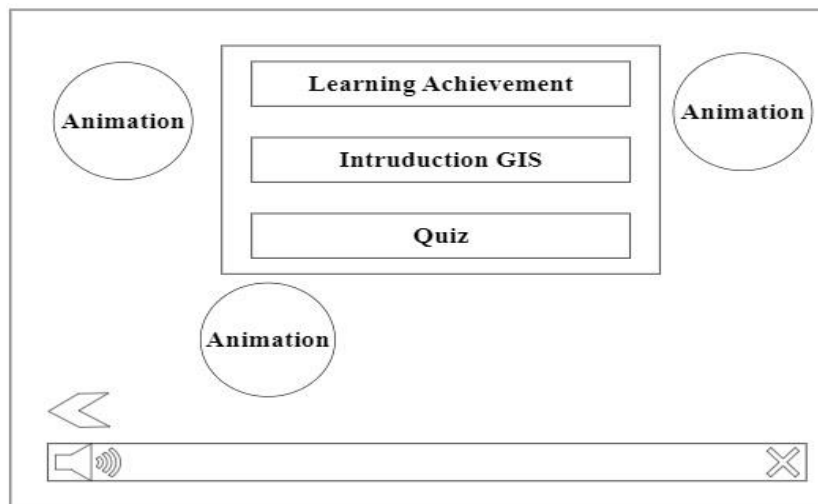 Learning Achievement
Animation
Animation
Intruduction GIS
Quiz
Animation